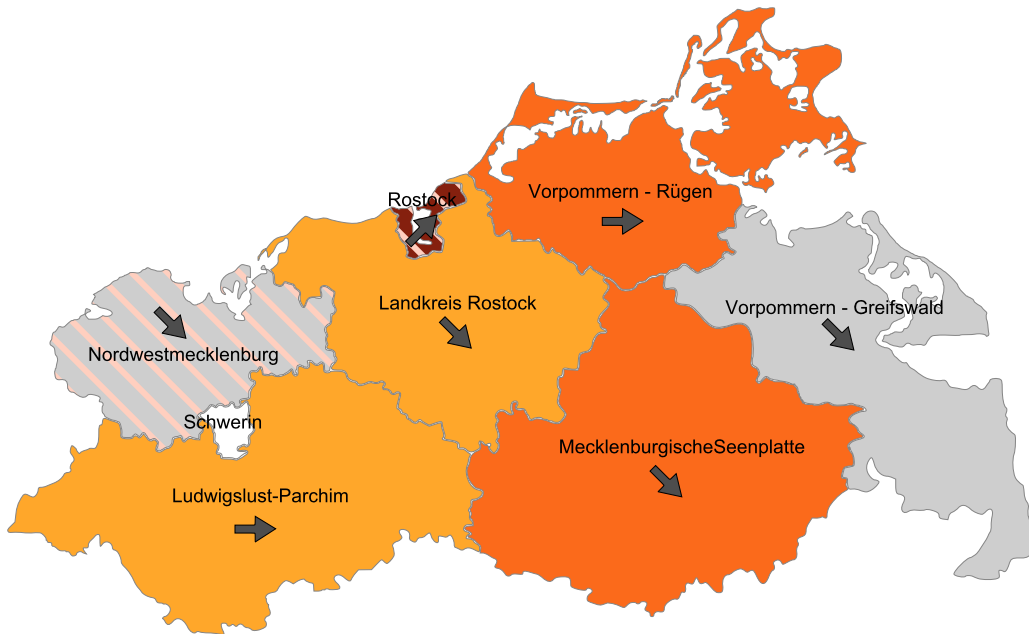 Vorpommern - Rügen
Rostock
Landkreis Rostock
Vorpommern - Greifswald
Nordwestmecklenburg
Schwerin
MecklenburgischeSeenplatte
Ludwigslust-Parchim